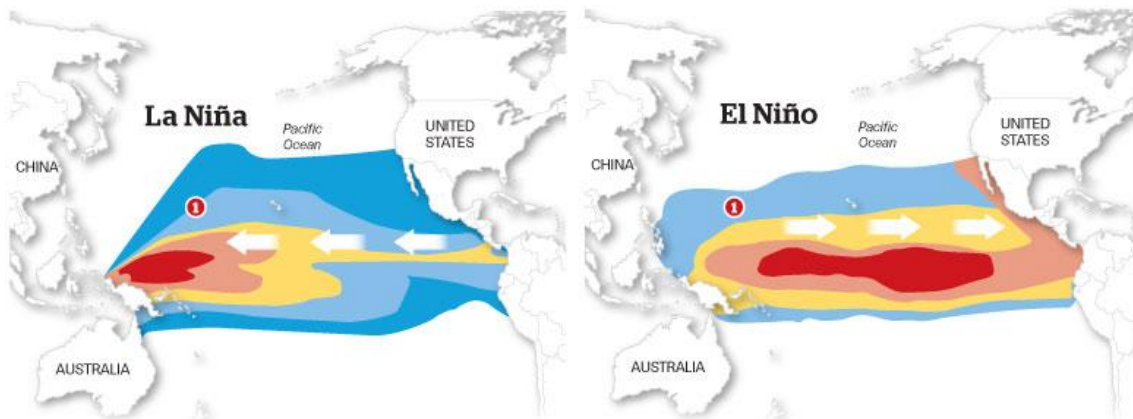 La Niña
Pacific
Ocean
UNITED
STATES
CHINA
1
AUSTRALIA
El Niño
Pacific
Ocean
UNITED
STATES
CHINA
1
AUSTRALIA